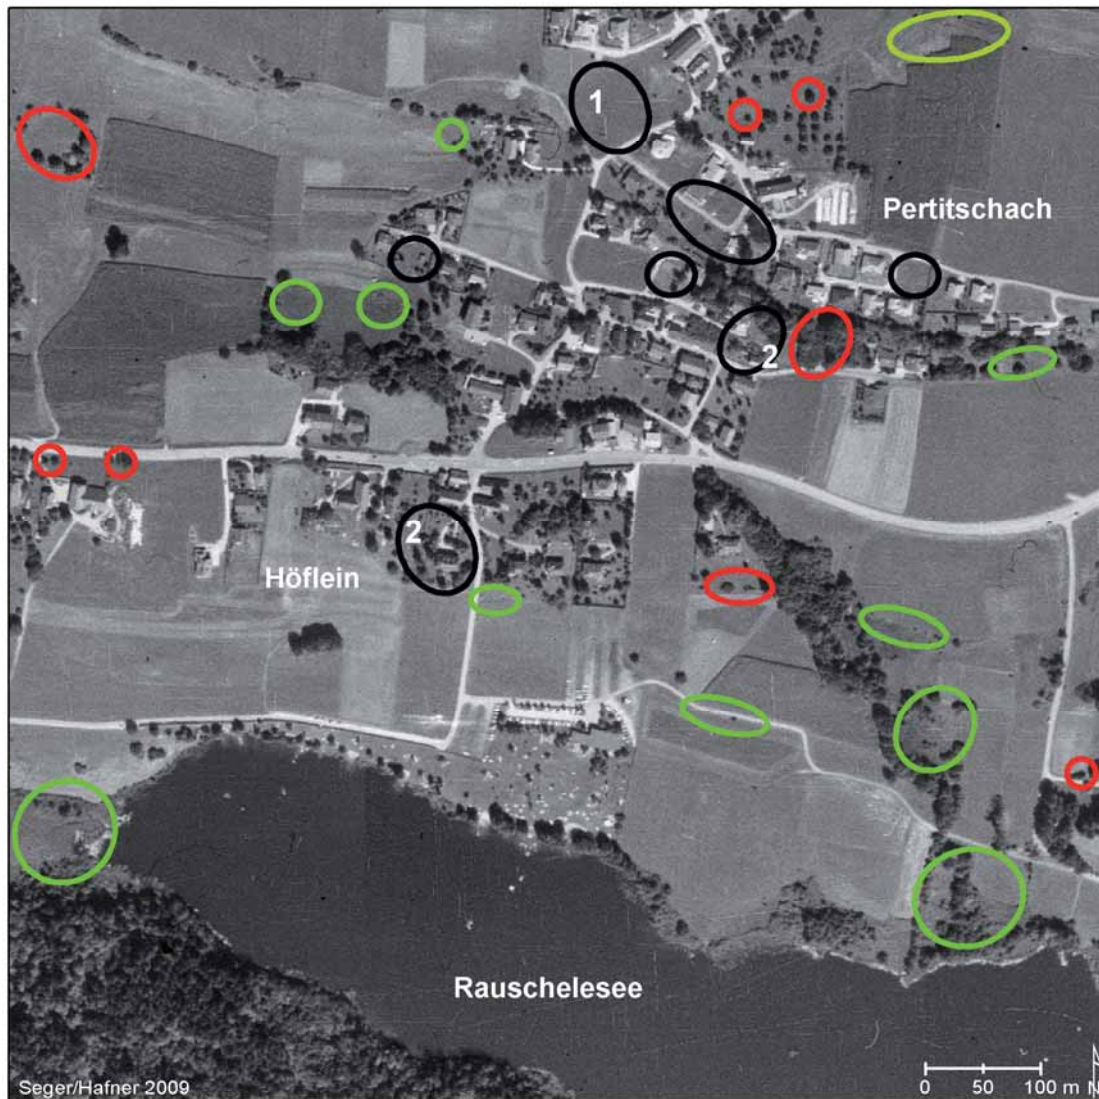 1
Pertitschach
2
2
Höflein
Rauschelesee
Seger/Hafner 2009
0 50 100 m N